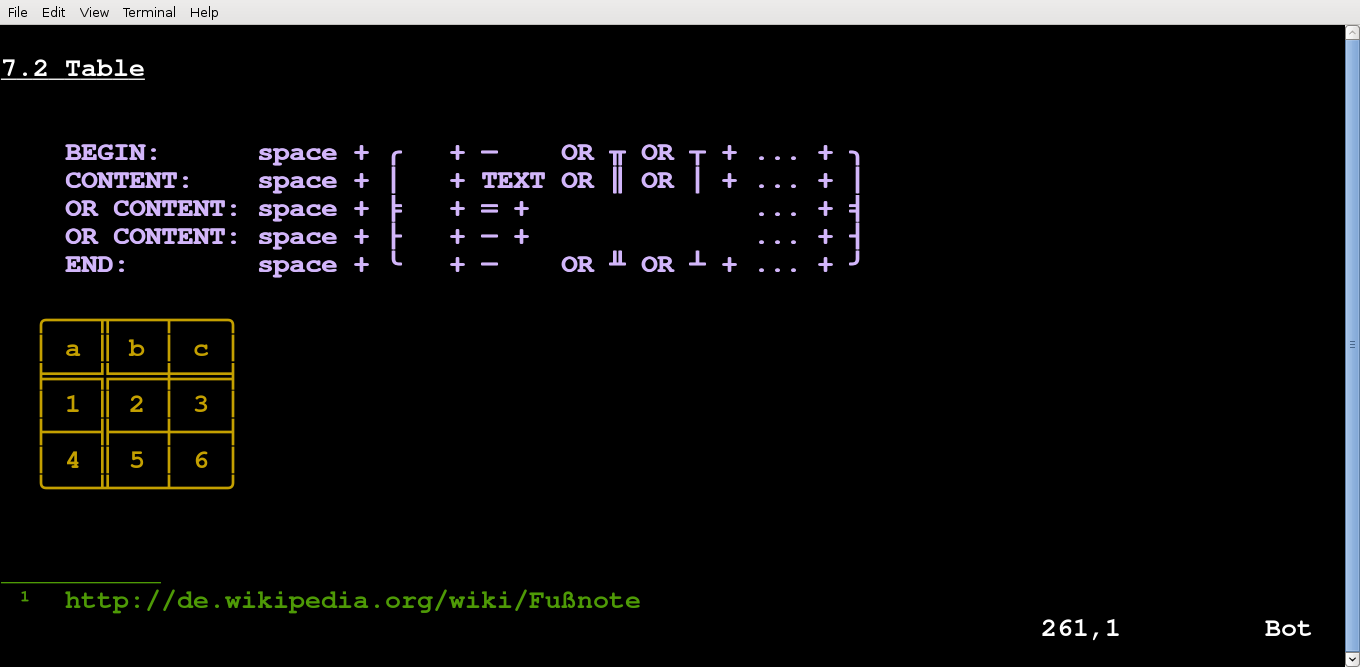 File Edit View Terminal Help
7.2 Table
BEGIN: space + ╭ + ─ OR ╥ OR ┬ + ... + ╮
CONTENT: space + │ + TEXT OR ║ OR │ + ... + │
OR CONTENT: space + ╞ + = + ... + ╡
OR CONTENT: space + ├ + ─ + ... + ┤
END: space + ╰ + ─ OR ╨ OR ┴ + ... + ╯
a ║ b │ c
1 ║ 2 │ 3
4 ║ 5 │ 6
1 http://de.wikipedia.org/wiki/Fußnote
261,1 Bot